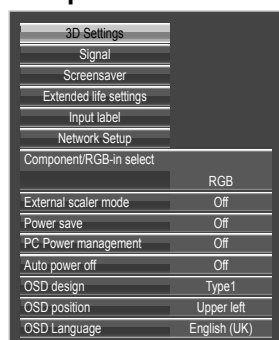 3D Settings
Signal
Screensaver
Extended life settings
Input label
Network Setup
Component/RGB-in select
RGB
External scaler mode Off
Power save Off
PC Power management Off
Auto power off Off
OSD design Type1
OSD position Upper left
OSD Language English (UK)